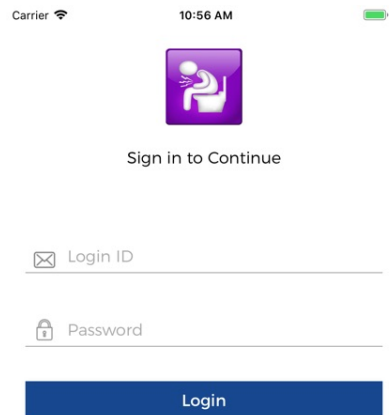 Carrier 10:56 AM
Sign in to Continue
Login ID
Password
Login